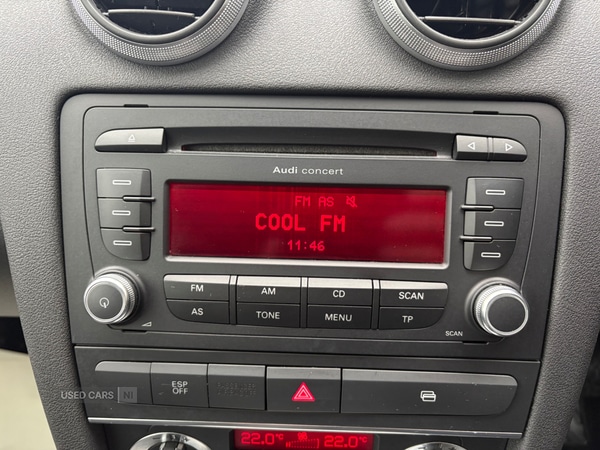 Audi concert
FM AS
COOL FM
11:46
FM AM CD SCAN
AS TONE MENU TP
SCAN
ESP OFF
USED CARS NI
22.0°C 22.0°C